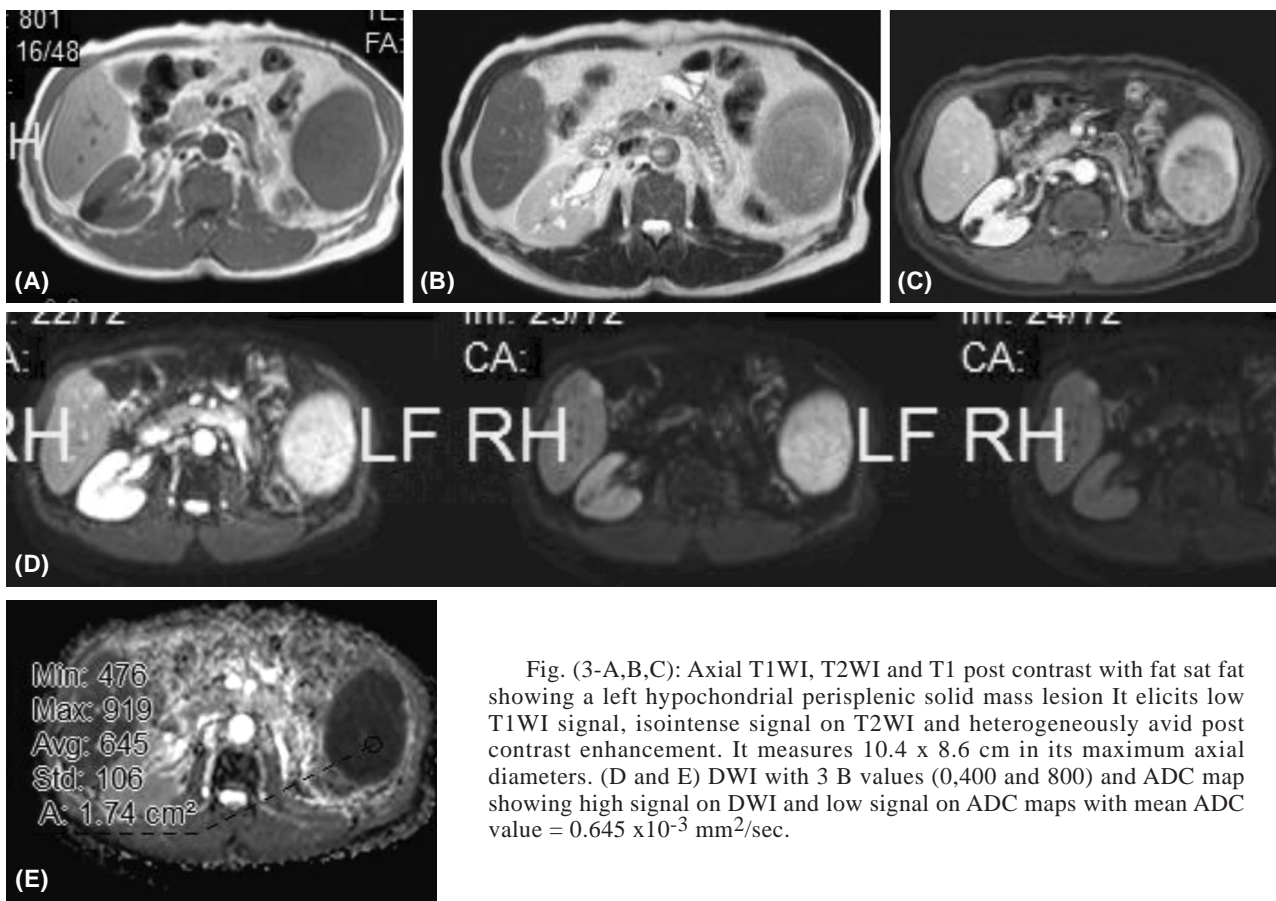 : 801
16/48
FA:
H
(A)
(B)
(C)
22/72
Im: 23/72
Im: 24/72
A:
CA:
CA:
RH
LF RH
LF RH
(D)
Min: 476
Max: 919
Avg: 645
Std: 106
A: 1.74 cm²
(E)
Fig. (3-A,B,C): Axial T1WI, T2WI and T1 post contrast with fat sat fat
showing a left hypochondrial perisplenic solid mass lesion It elicits low
T1WI signal, isointense signal on T2WI and heterogeneously avid post
contrast enhancement. It measures 10.4 x 8.6 cm in its maximum axial
diameters. (D and E) DWI with 3 B values (0,400 and 800) and ADC map
showing high signal on DWI and low signal on ADC maps with mean ADC
value = 0.645 x10-3 mm2/sec.